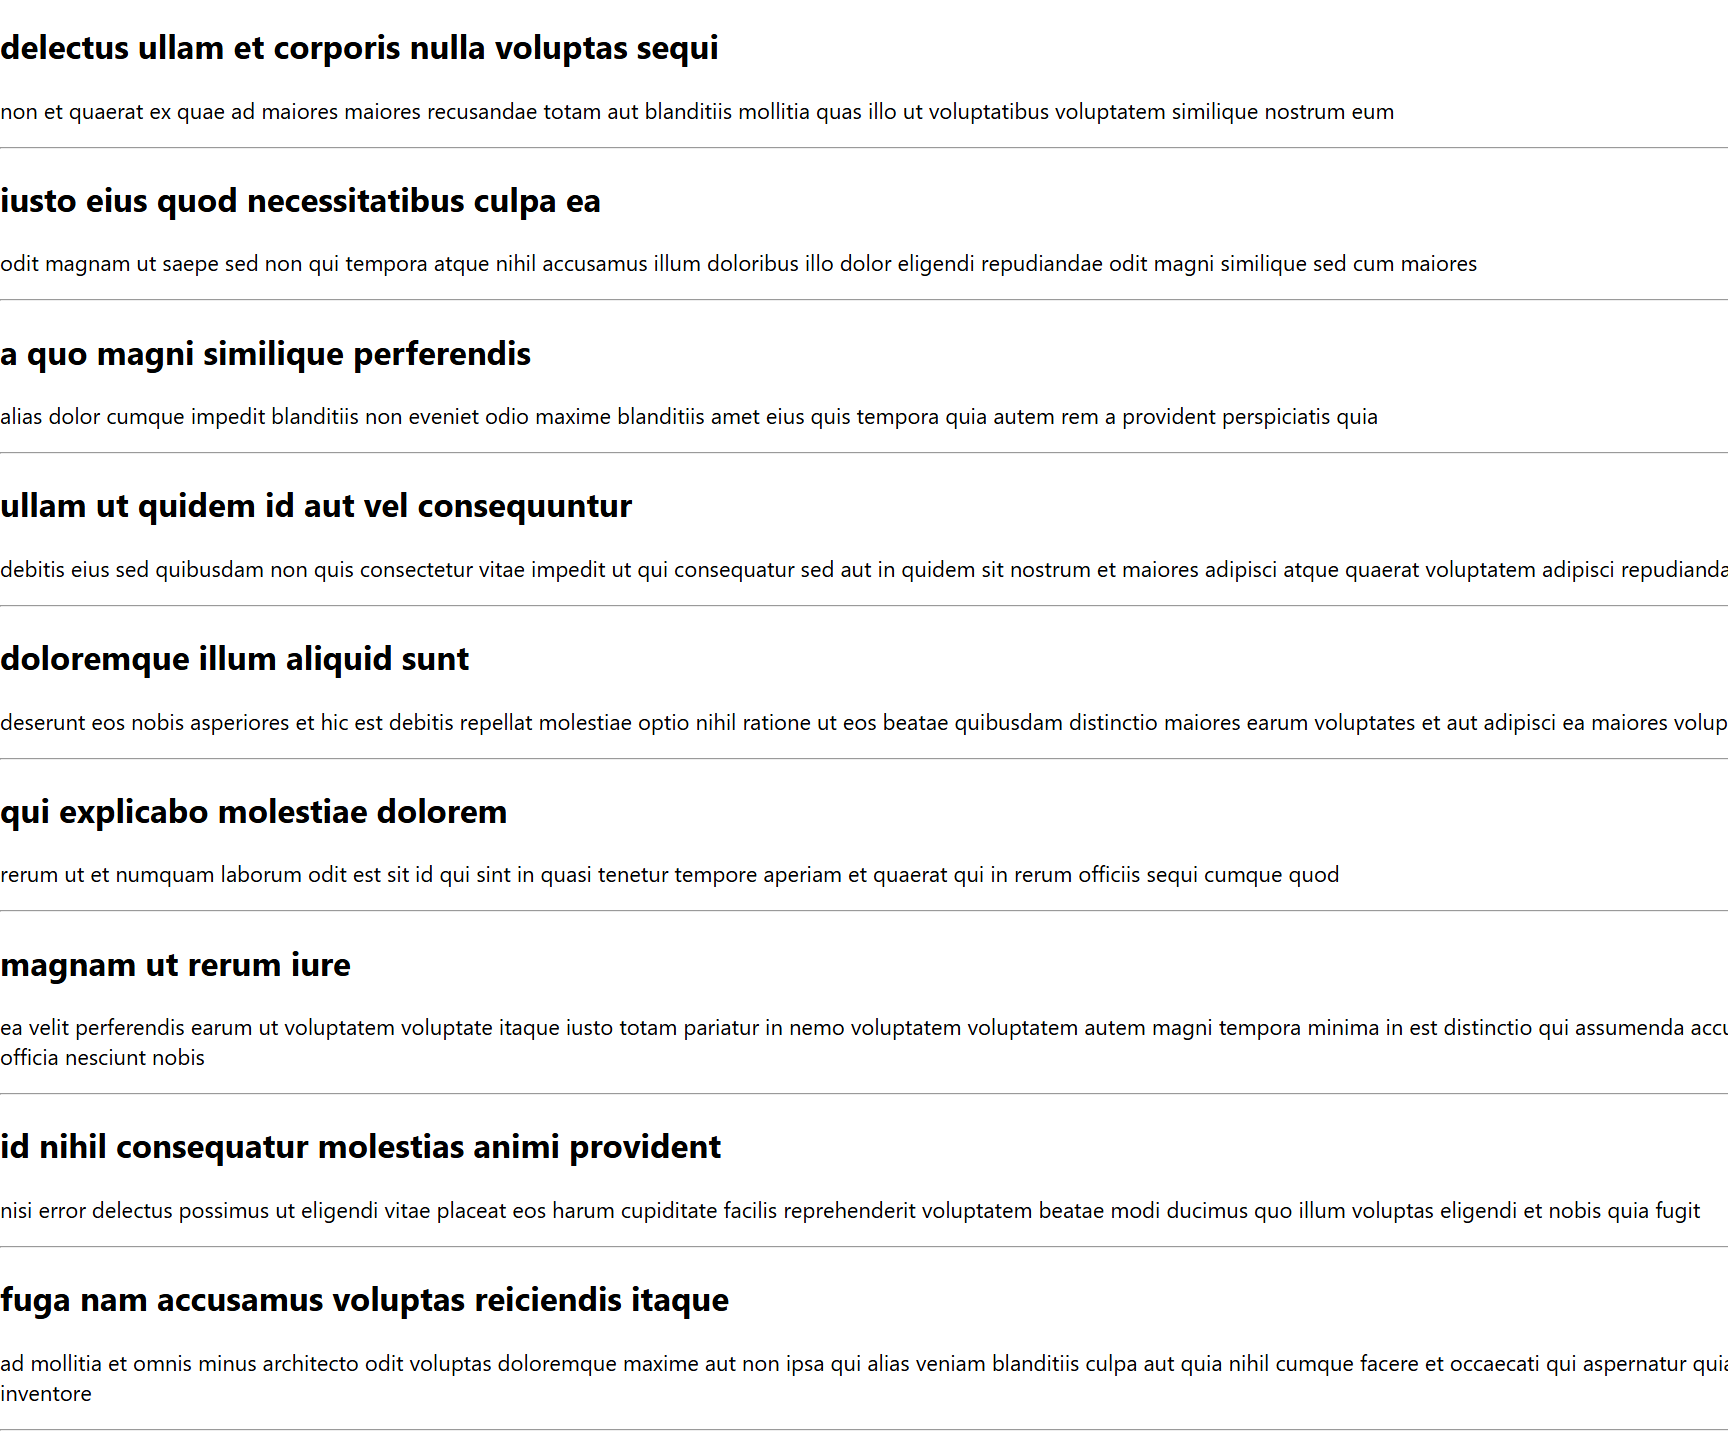 delectus ullam et corporis nulla voluptas sequi
non et quaerat ex quae ad maiores maiores recusandae totam aut blanditiis mollitia quas illo ut voluptatibus voluptatem similique nostrum eum
iusto eius quod necessitatibus culpa ea
odit magnam ut saepe sed non qui tempora atque nihil accusamus illum doloribus illo dolor eligendi repudiandae odit magni similique sed cum maiores
a quo magni similique perferendis
alias dolor cumque impedit blanditiis non eveniet odio maxime blanditiis amet eius quis tempora quia autem rem a provident perspiciatis quia
ullam ut quidem id aut vel consequuntur
debitis eius sed quibusdam non quis consectetur vitae impedit ut qui consequatur sed aut in quidem sit nostrum et maiores adipisci atque quaerat voluptatem adipisci
doloremque illum aliquid sunt
deserunt eos nobis asperiores et hic est debitis repellat molestiae optio nihil ratione ut eos beatae quibusdam distinctio maiores earum voluptates et aut adipisci ea maiores
qui explicabo molestiae dolorem
rerum ut et numquam laborum odit est sit id qui sint in quasi tenetur tempore aperiam et quaerat qui in rerum officiis sequi cumque quod
magnam ut rerum iure
ea velit perferendis earum ut voluptatem voluptate itaque iusto totam pariatur in nemo voluptatem voluptatem autem magni tempora minima in est distinctio qui assumenda
officia nesciunt nobis
id nihil consequatur molestias animi provident
nisi error delectus possimus ut eligendi vitae placeat eos harum cupiditate facilis reprehenderit voluptatem beatae modi ducimus quo illum voluptas eligendi et nobis quia fugit
fuga nam accusamus voluptas reiciendis itaque
ad mollitia et omnis minus architecto odit voluptas doloremque maxime aut non ipsa qui alias veniam blanditiis culpa aut quia nihil cumque facere et occaecati qui aspernatur
inventore